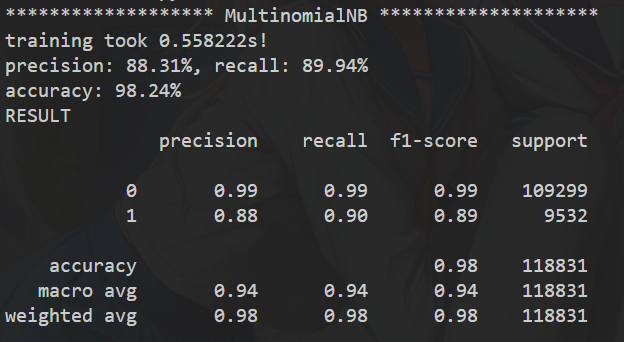 ******************* MultinomialNB ********************
training took 0.558222s!
precision: 88.31%, recall: 89.94%
accuracy: 98.24%
RESULT
precision recall f1-score support
0 0.99 0.99 0.99 109299
1 0.88 0.90 0.89 9532
accuracy 0.98 118831
macro avg 0.94 0.94 0.94 118831
weighted avg 0.98 0.98 0.98 118831